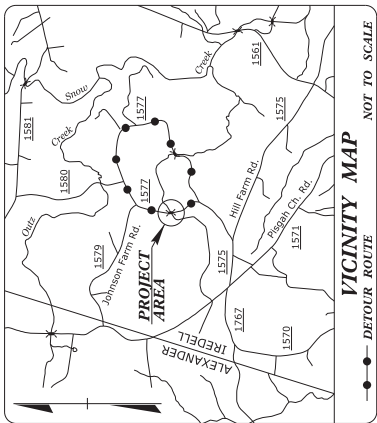 Creek
1561
Snow
1581
1577
1575
Creek
1580
1577
Hill Farm Rd.
Pisgah Ch. Rd.
Outz
1579
Johnson Farm Rd.
1575
1571
PROJECT
AREA
1767
1570
ALEXANDER
IREDELL
VICINITY MAP
DETOUR ROUTE
NOT TO SCALE